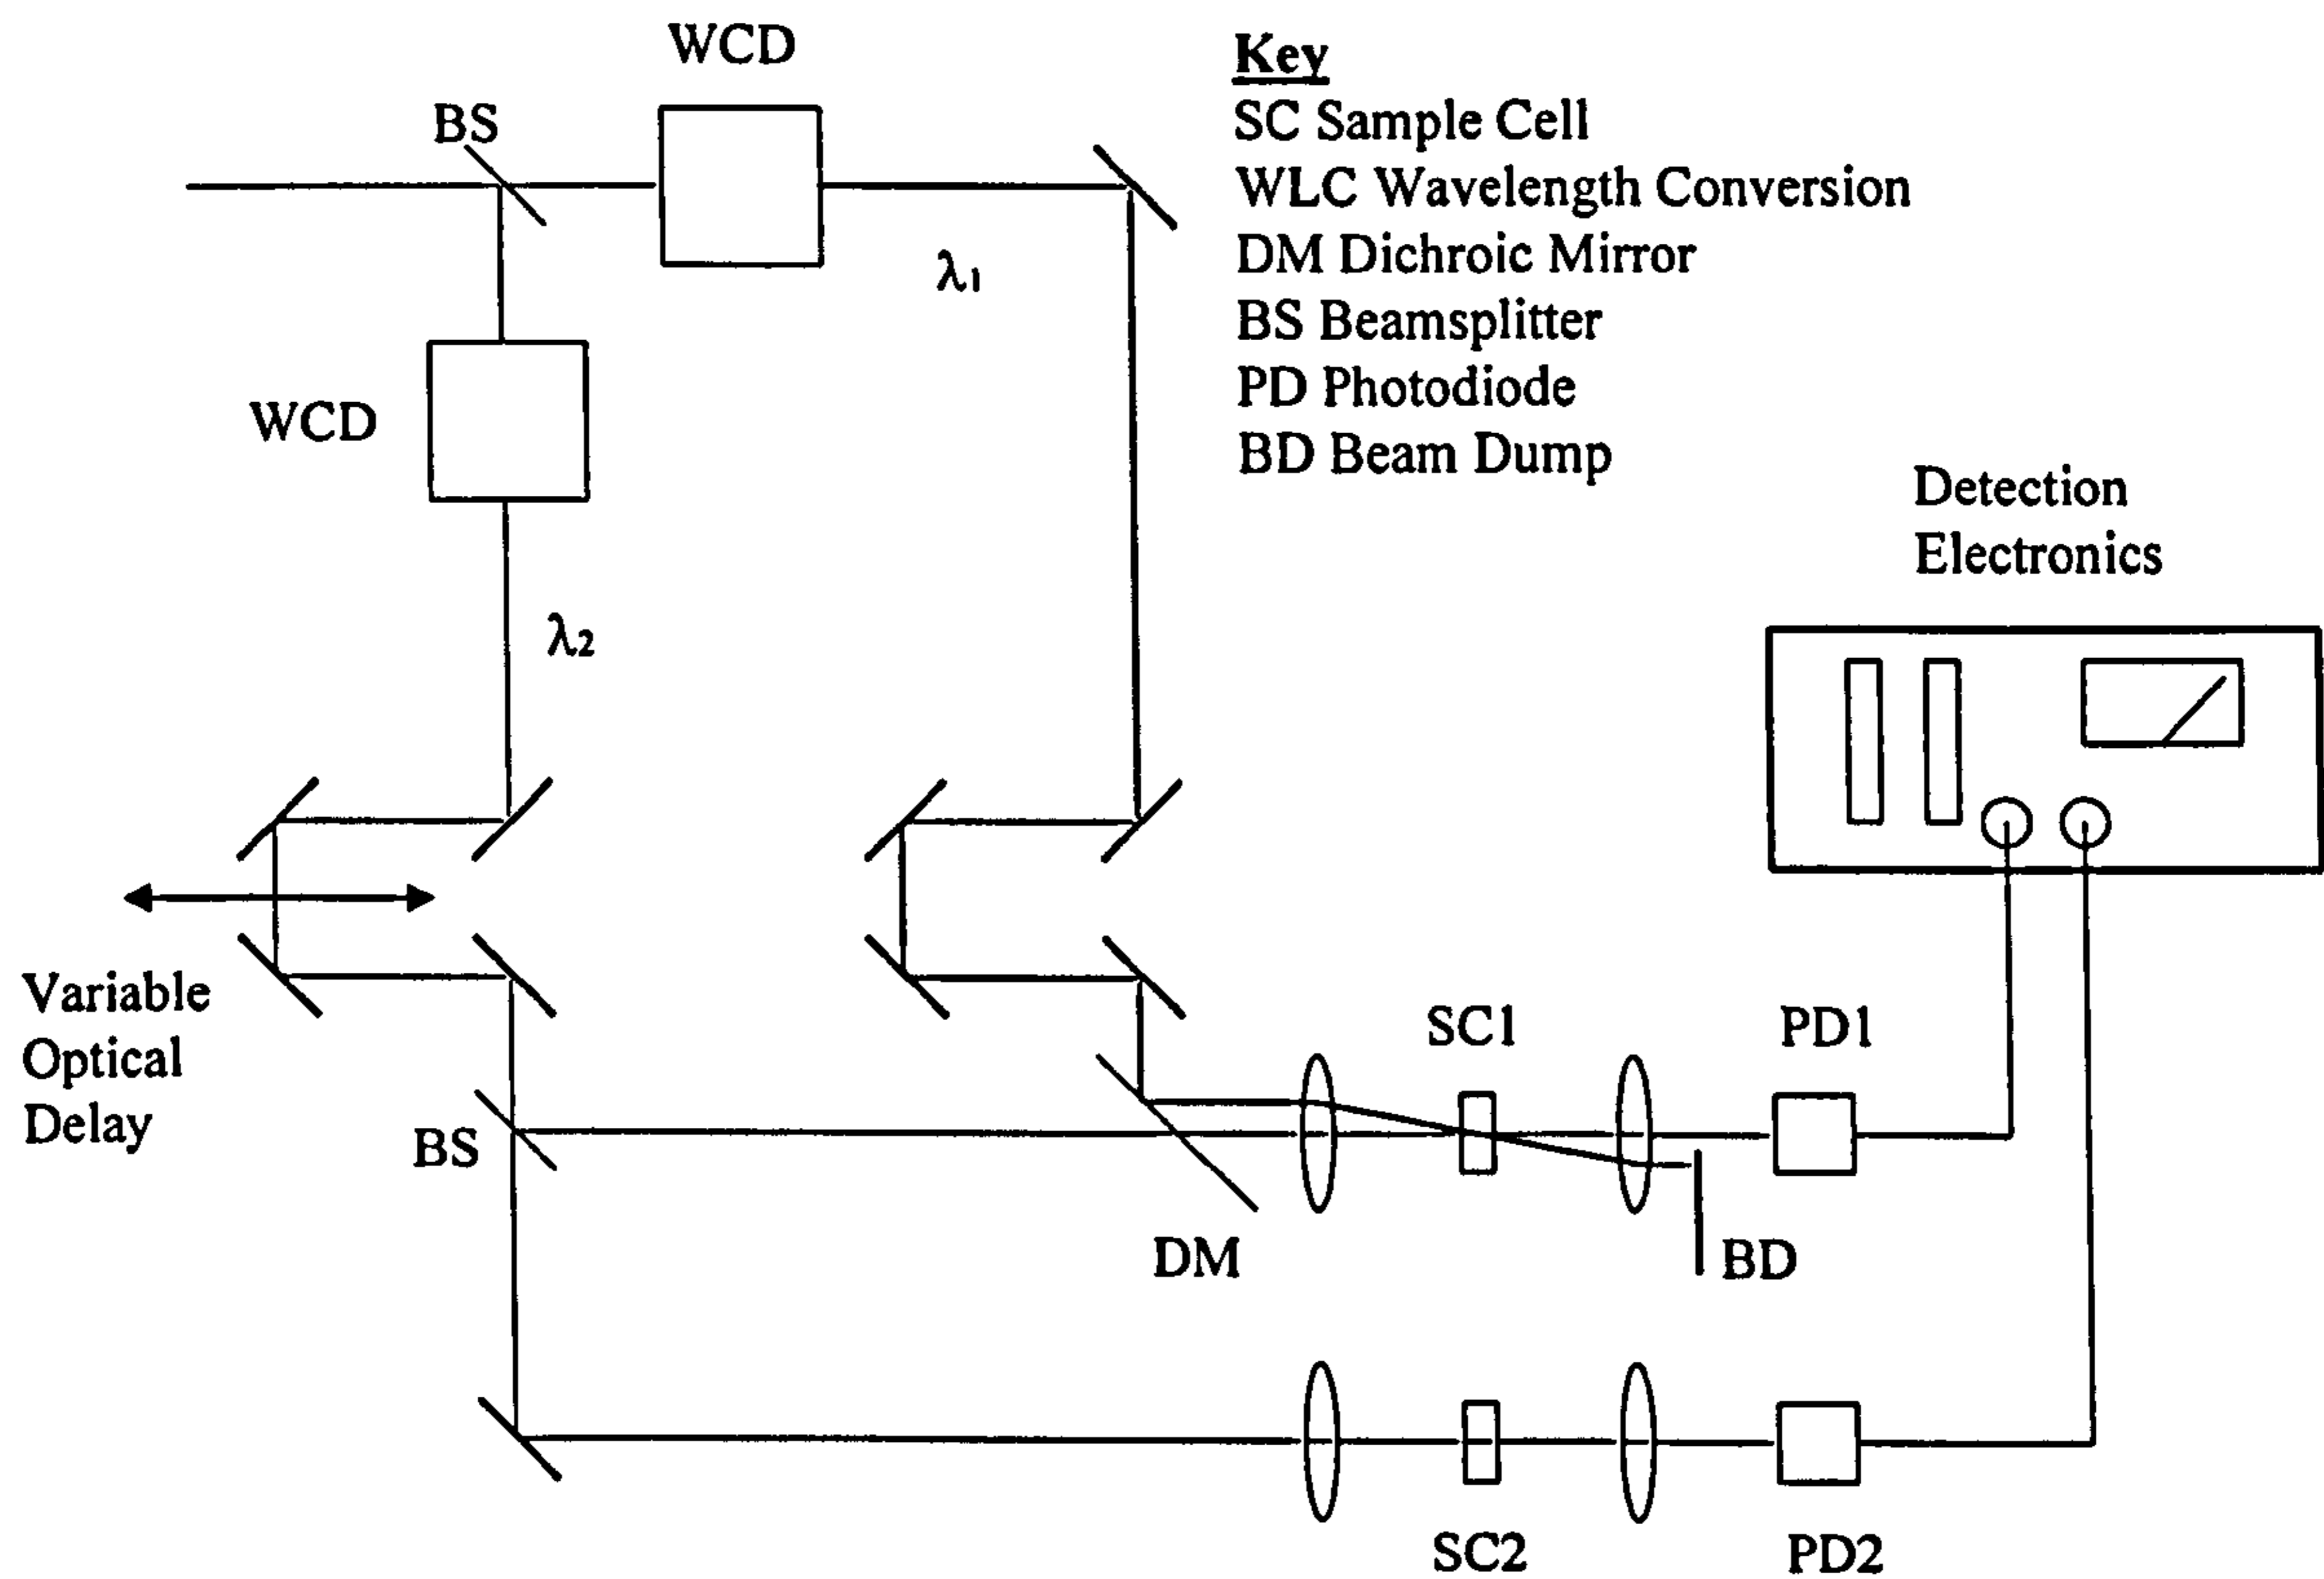 WCD
BS
Key
SC Sample Cell
WLC Wavelength Conversion
DM Dichroic Mirror
BS Beamsplitter
PD Photodiode
BD Beam Dump
λ1
WCD
Detection
Electronics
λ2
Variable
Optical
Delay
BS
SC1
PD1
DM
BD
SC2
PD2